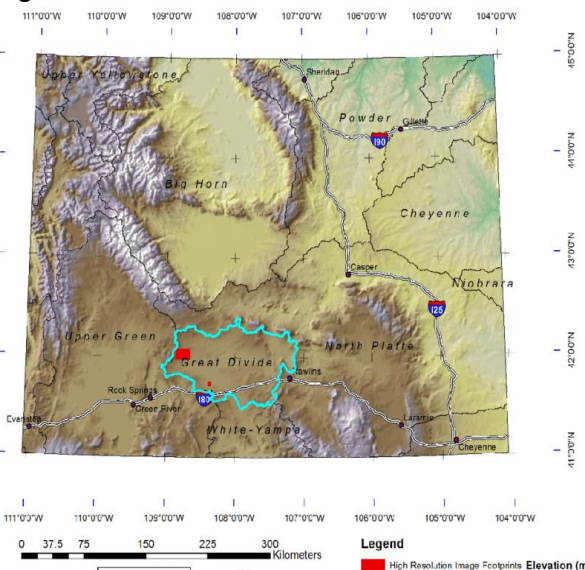 111°0'0"W 110°0'0"W 109°0'0"W 108°0'0"W 107°0'0"W 106°0'0"W 105°0'0"W 104°0'0"W
45°0'0"N
Upper Yellowstone
Sheridan
Powder
Gillette
190
44°0'0"N
Big Horn
Cheyenne
43°0'0"N
Casper
Niobrara
125
Upper Green
North Platte
42°0'0"N
Great Divide
Rock Springs
Rawlins
180
Green River
Evanston
Laramie
White-Yampa
Cheyenne
41°0'0"N
111°0'0"W 110°0'0"W 109°0'0"W 108°0'0"W 107°0'0"W 106°0'0"W 105°0'0"W 104°0'0"W
0 37.5 75 150 225 300
Kilometers
Legend
High Resolution Image Footprints Elevation (m